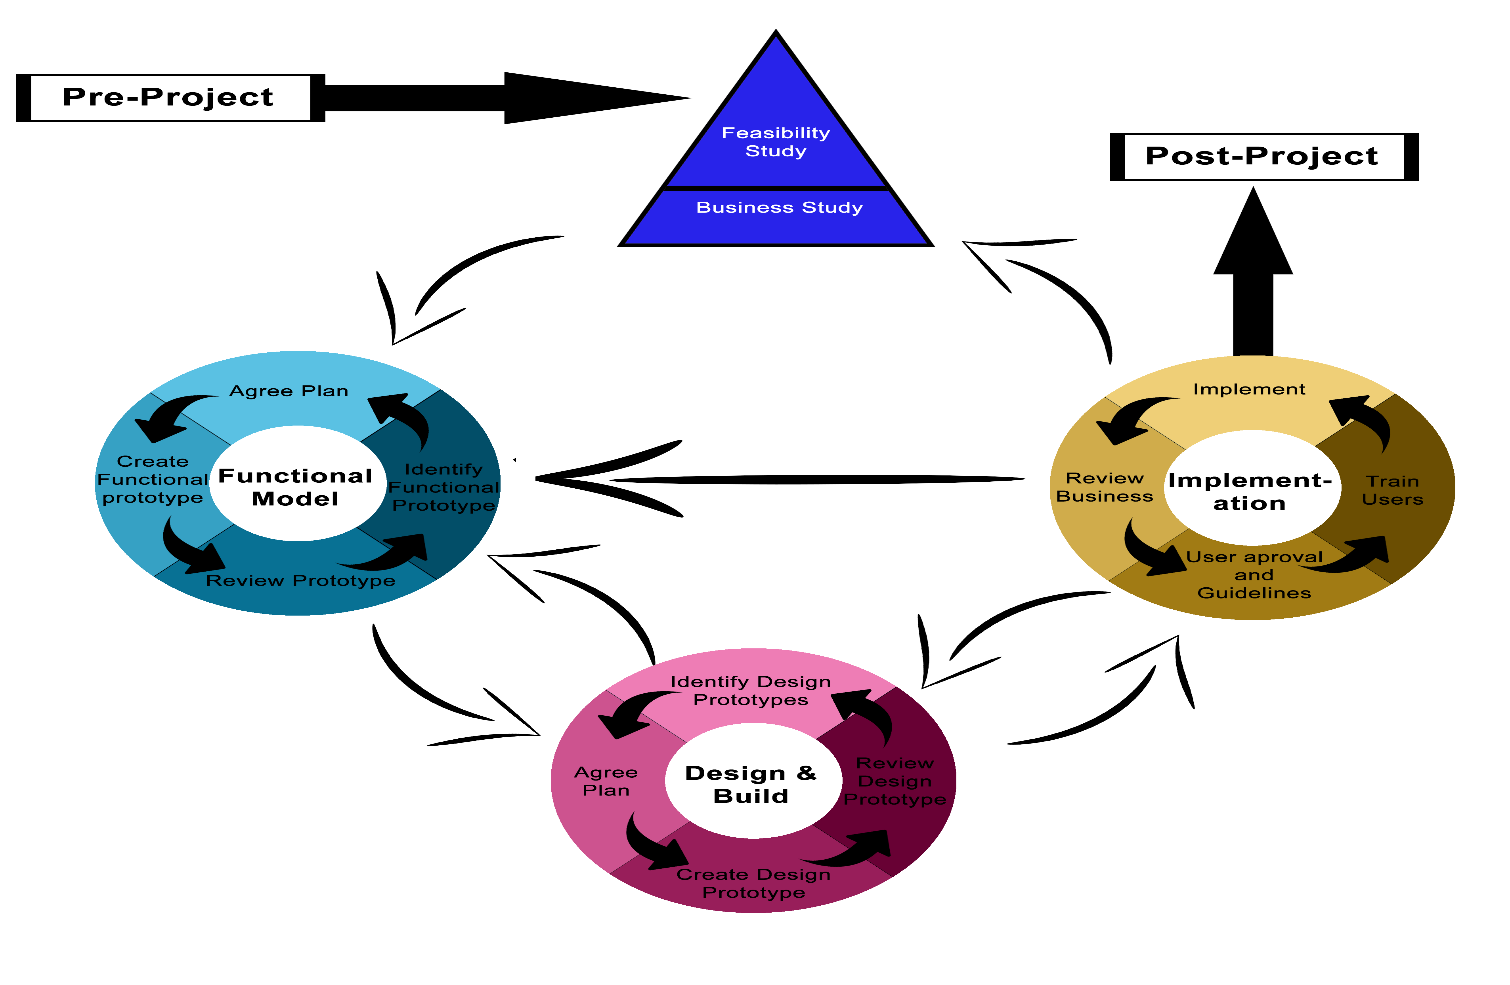 Pre-Project
Feasibility
Study
Business Study
Post-Project
Agree Plan
Create
Functional
prototype
Functional
Model
Identify
Functional
Prototype
Review Prototype
Implement
Review
Business
Implement-
ation
Train
Users
User aproval
and
Guidelines
Identify Design
Prototypes
Agree
Plan
Design &
Build
Review
Design
Prototype
Create Design
Prototype